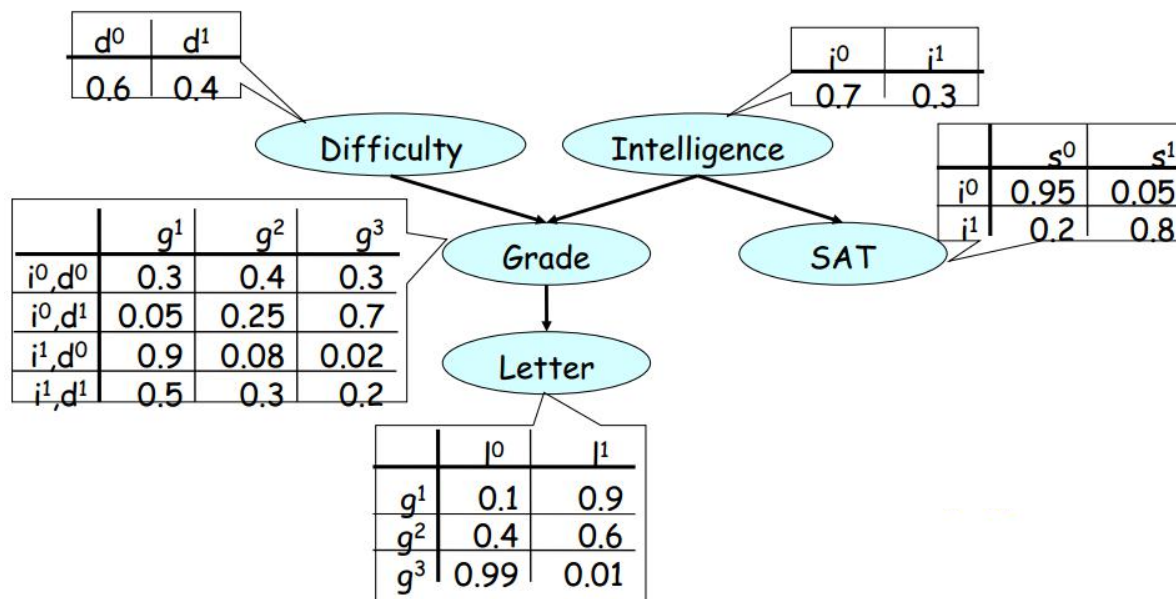 d⁰ d¹
0.6 0.4
i⁰ i¹
0.7 0.3
Difficulty
Intelligence
s⁰ s¹
i⁰ 0.95 0.05
i¹ 0.2 0.8
g¹ g² g³
i⁰,d⁰ 0.3 0.4 0.3
i⁰,d¹ 0.05 0.25 0.7
i¹,d⁰ 0.9 0.08 0.02
i¹,d¹ 0.5 0.3 0.2
Grade
SAT
Letter
l⁰ l¹
g¹ 0.1 0.9
g² 0.4 0.6
g³ 0.99 0.01